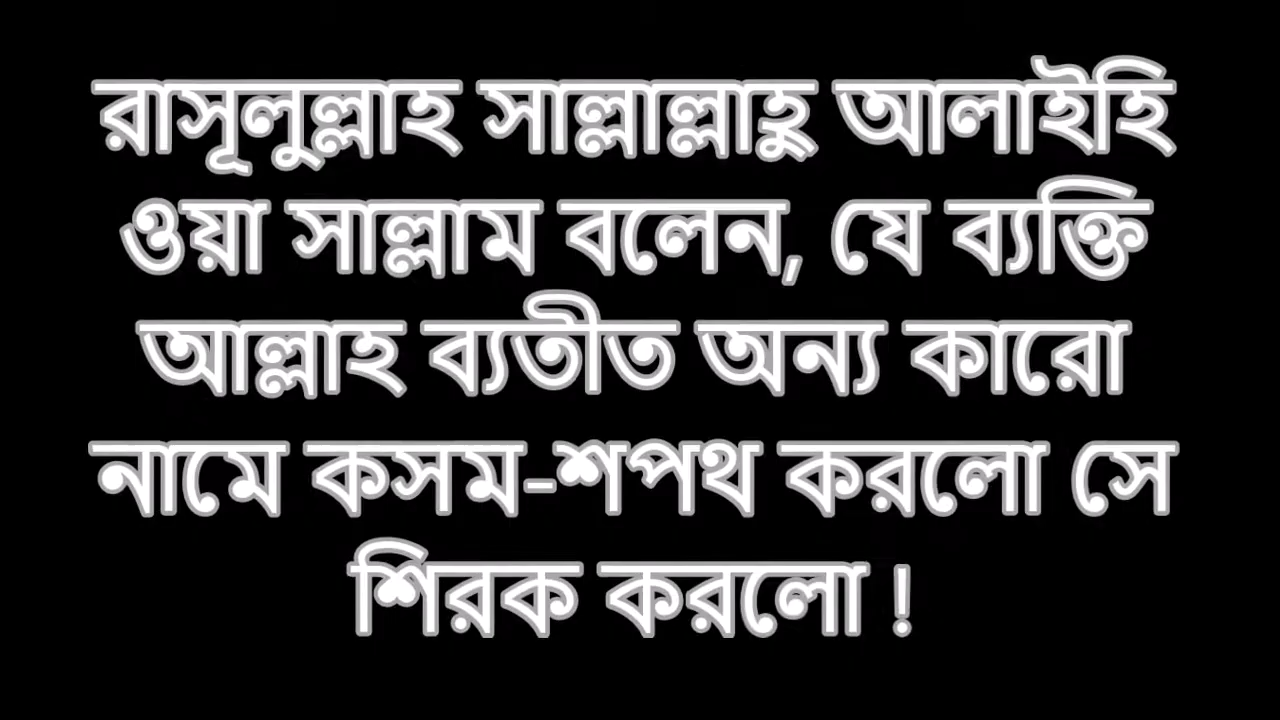 রাসূলুল্লাহ সাল্লাল্লাহু আলাইহি
ওয়া সাল্লাম বলেন, যে ব্যক্তি
আল্লাহ ব্যতীত অন্য কারো
নামে কসম-শপথ করলো সে
শিরক করলো !